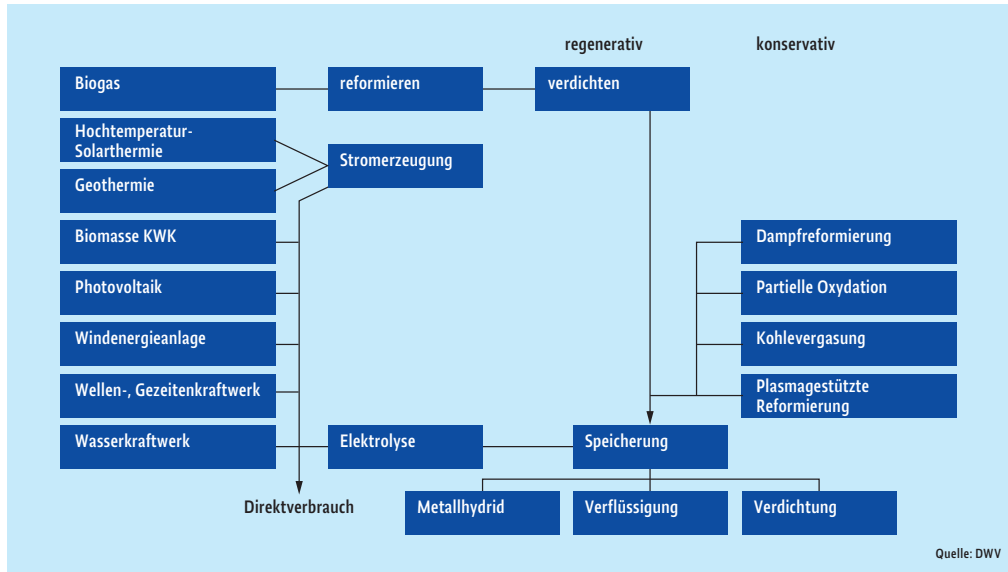 regenerativ
konservativ
Biogas
reformieren
verdichten
Hochtemperatur-
Solarthermie
Stromerzeugung
Geothermie
Biomasse KWK
Dampfreformierung
Photovoltaik
Partielle Oxydation
Windenergieanlage
Kohlevergasung
Wellen-, Gezeitenkraftwerk
Plasmagestützte
Reformierung
Wasserkraftwerk
Elektrolyse
Speicherung
Direktverbrauch
Metallhydrid
Verflüssigung
Verdichtung
Quelle: DWV